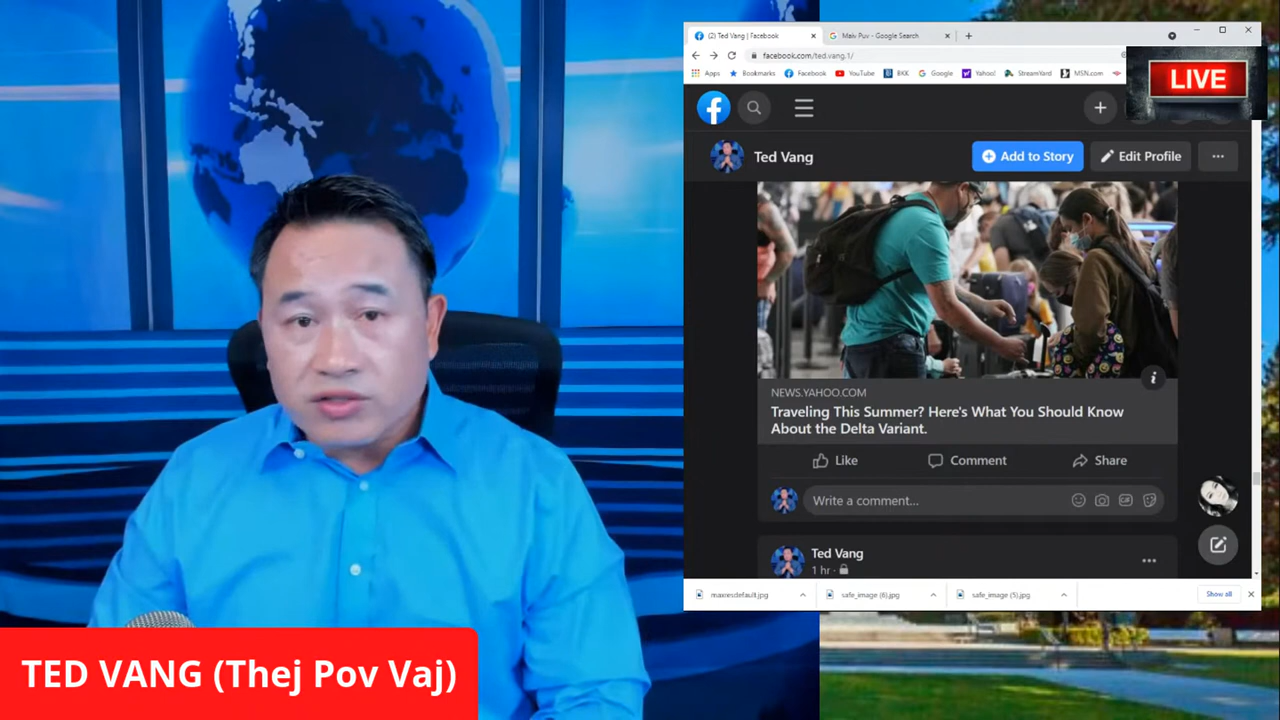 (2) Ted Vang | Facebook
Maiv Puv - Google Search
facebook.com/ted.vang.1/
Apps Bookmarks Facebook YouTube BKK Google Yahoo! StreamYard MSN.com
LIVE
Ted Vang
Add to Story
Edit Profile
NEWS.YAHOO.COM
Traveling This Summer? Here's What You Should Know
About the Delta Variant.
Like Comment Share
Write a comment...
GIF
Ted Vang
1 hr ·
maxresdefault.jpg safe_image (6).jpg safe_image (5).jpg Show all
TED VANG (Thej Pov Vaj)